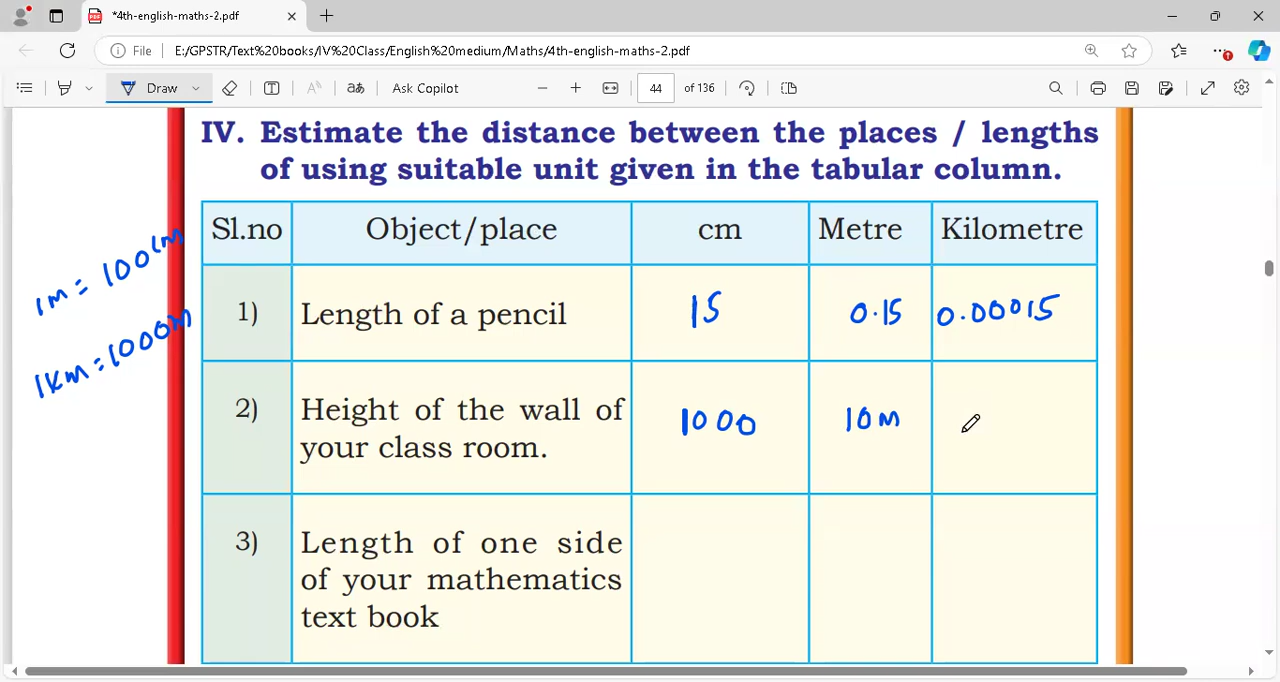 *4th-english-maths-2.pdf
File E:/GPSTR/Text%20books/IV%20Class/English%20medium/Maths/4th-english-maths-2.pdf
Draw aあ Ask Copilot 44 of 136
IV. Estimate the distance between the places / lengths
of using suitable unit given in the tabular column.
Sl.no Object/place cm Metre Kilometre
1m = 100cm
1) Length of a pencil 15 0.15 0.00015
1km = 1000m
2) Height of the wall of
your class room. 1000 10m
3) Length of one side
of your mathematics
text book